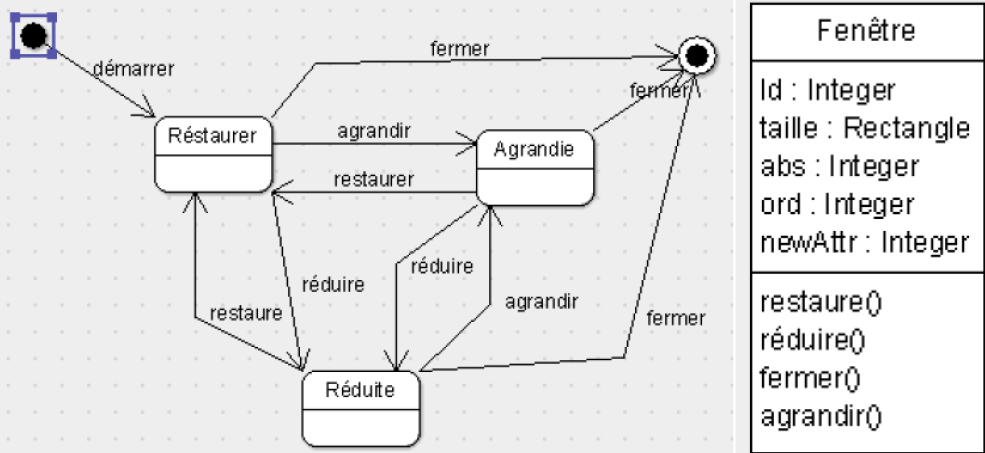 fermer
démarrer
fermer
Réstaurer
agrandir
Agrandie
restaurer
réduire
réduire
agrandir
restaure
fermer
Réduite
Fenêtre
Id : Integer
taille : Rectangle
abs : Integer
ord : Integer
newAttr : Integer
restaure()
réduire()
fermer()
agrandir()